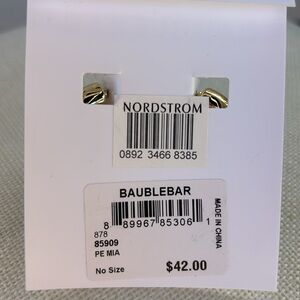 NORDSTROM
0892 3466 8385
BAUBLEBAR
8 89967 85306 1
878
85909
PE MIA
No Size
$42.00
MADE IN CHINA